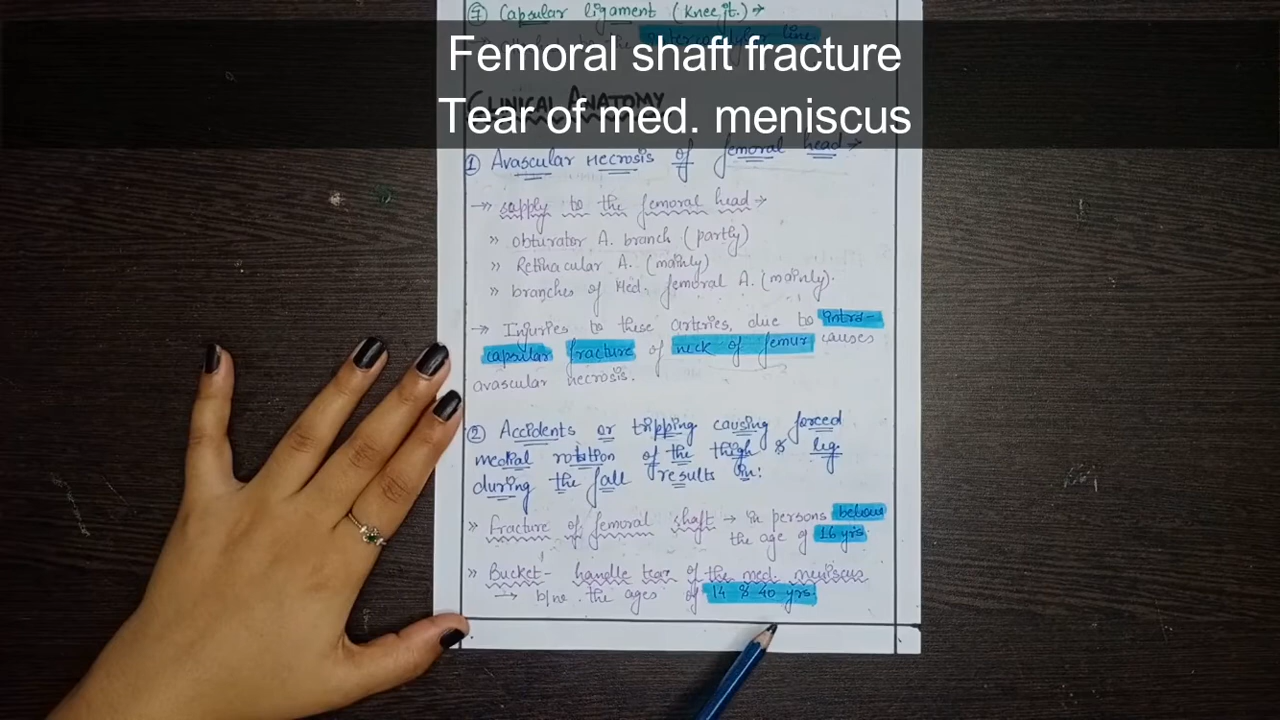 ⑦ Capsular ligament (Knee jt.) →
Femoral shaft fracture
CLINICAL ANATOMY
Tear of med. meniscus
① Avascular necrosis of femoral head →
→» supply to the femoral head →
» obturator A. branch (partly)
» Retinacular A. (mainly)
» branches of Med. femoral A. (mainly).
→ Injuries to these arteries, due to intra-
capsular fracture of neck of femur causes
avascular necrosis.
② Accidents or tripping causing forced
medial rotation of the thigh & leg
during the fall results in:
» Fracture of femoral shaft → in persons below
the age of 16 yrs.
» Bucket-handle tear of the med. meniscus
→ b/w the ages of 14 & 40 yrs.